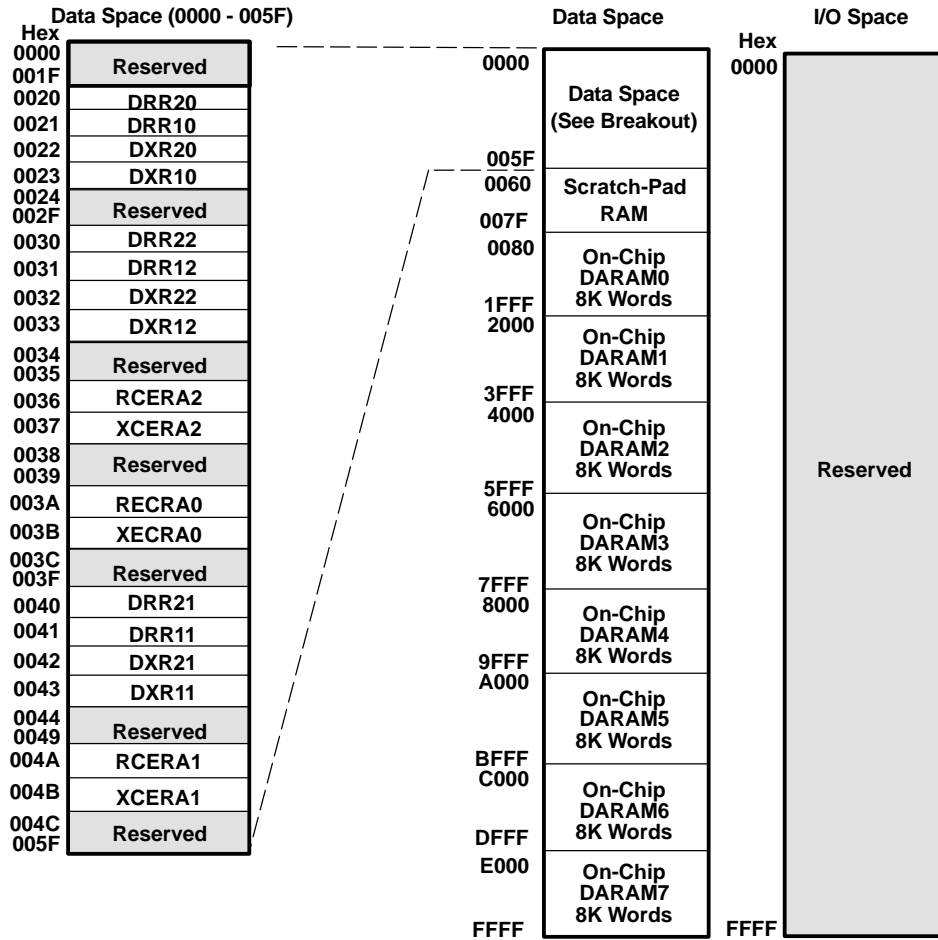 Data Space (0000 - 005F)
Hex
0000
001F
Reserved
0020
DRR20
0021
DRR10
0022
DXR20
0023
DXR10
0024
002F
Reserved
0030
DRR22
0031
DRR12
0032
DXR22
0033
DXR12
0034
0035
Reserved
0036
RCERA2
0037
XCERA2
0038
0039
Reserved
003A
RECRA0
003B
XECRA0
003C
003F
Reserved
0040
DRR21
0041
DRR11
0042
DXR21
0043
DXR11
0044
0049
Reserved
004A
RCERA1
004B
XCERA1
004C
005F
Reserved
Data Space
0000
Data Space
(See Breakout)
005F
0060
Scratch-Pad
RAM
007F
0080
On-Chip
DARAM0
8K Words
1FFF
2000
On-Chip
DARAM1
8K Words
3FFF
4000
On-Chip
DARAM2
8K Words
5FFF
6000
On-Chip
DARAM3
8K Words
7FFF
8000
On-Chip
DARAM4
8K Words
9FFF
A000
On-Chip
DARAM5
8K Words
BFFF
C000
On-Chip
DARAM6
8K Words
DFFF
E000
On-Chip
DARAM7
8K Words
FFFF
I/O Space
Hex
0000
Reserved
FFFF